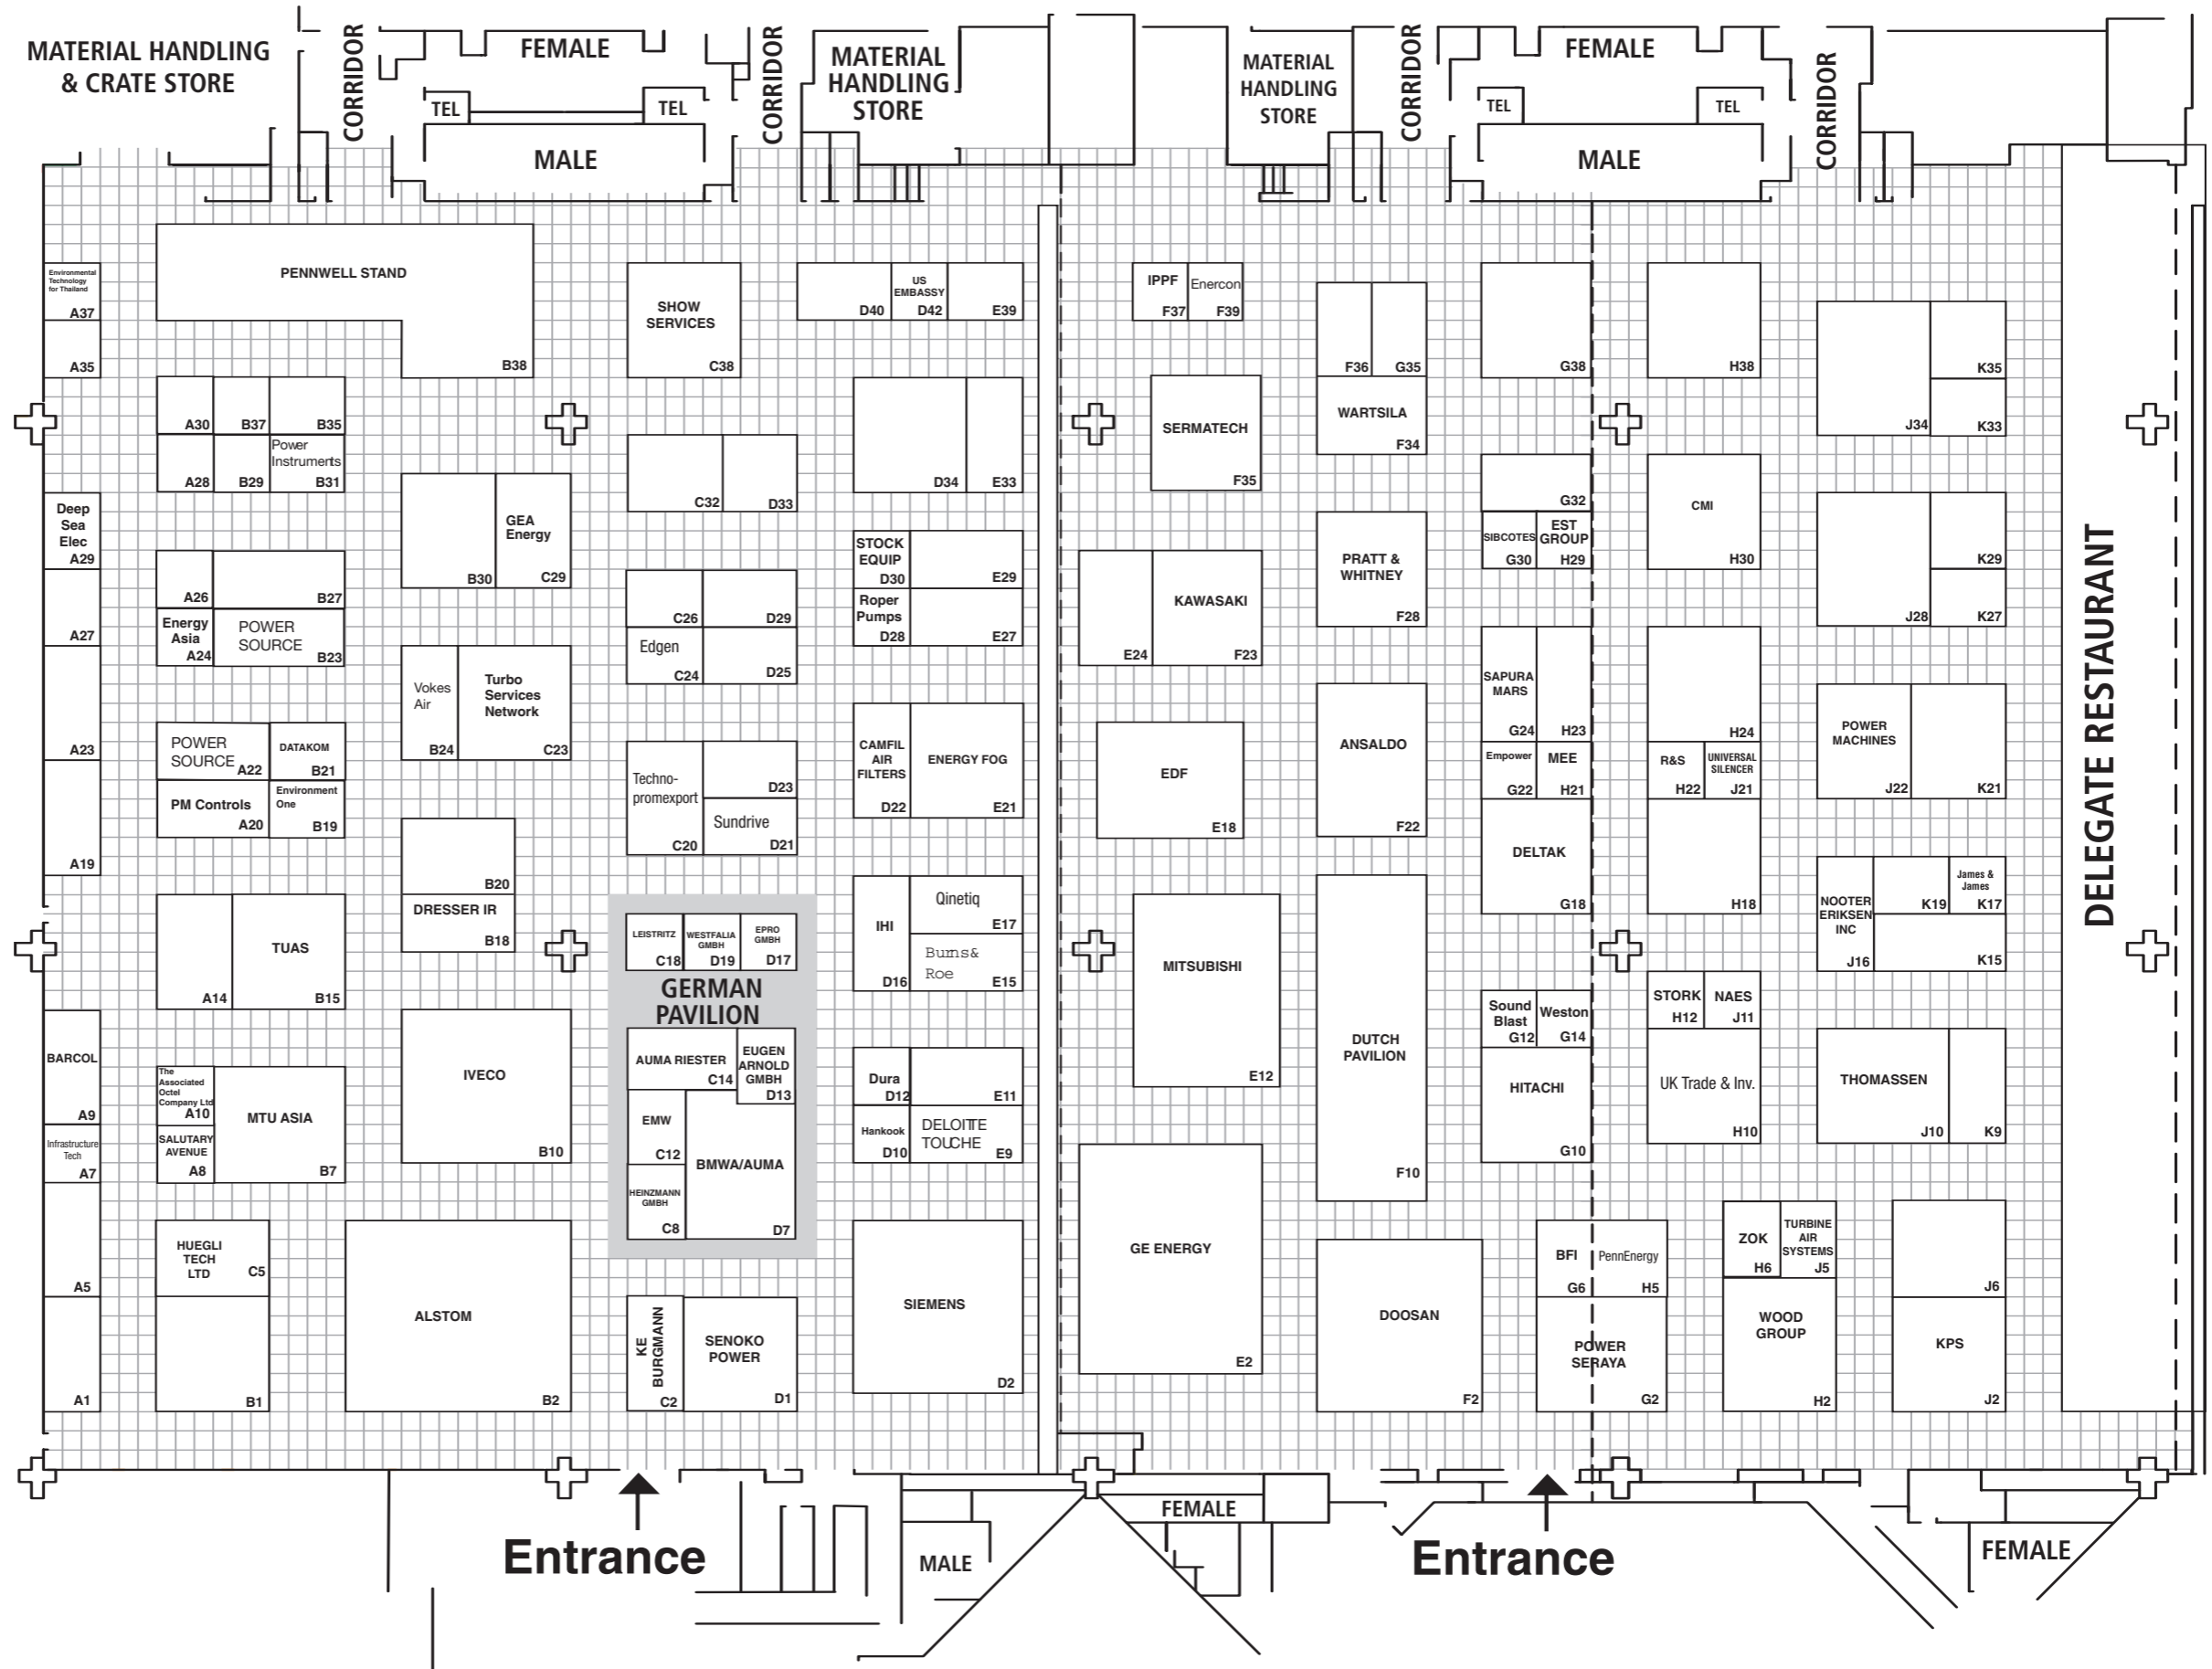 MATERIAL HANDLING
& CRATE STORE
CORRIDOR
FEMALE
TEL
TEL
MALE
CORRIDOR
MATERIAL
HANDLING
STORE
MATERIAL
HANDLING
STORE
CORRIDOR
FEMALE
TEL
TEL
MALE
CORRIDOR
Environmental
Technology
for Thailand
A37
A35
PENNWELL STAND
B38
SHOW
SERVICES
C38
D40
US
EMBASSY
D42
E39
IPPF
F37
Enercon
F39
F36
G35
WARTSILA
F34
G38
H38
J34
K35
K33
A30
B37
B35
A28
B29
Power
Instruments
B31
C32
D33
D34
E33
SERMATECH
F35
G32
SIBCOTES
G30
EST
GROUP
H29
CMI
H30
J28
K29
K27
DELEGATE RESTAURANT
Deep
Sea
Elec
A29
A27
A23
A19
B30
GEA
Energy
C29
A26
B27
Energy
Asia
A24
POWER
SOURCE
B23
C26
D29
Edgen
C24
D25
STOCK
EQUIP
D30
E29
Roper
Pumps
D28
E27
E24
KAWASAKI
F23
PRATT &
WHITNEY
F28
Vokes
Air
B24
Turbo
Services
Network
C23
SAPURA
MARS
G24
H23
Empower
G22
MEE
H21
H24
R&S
H22
UNIVERSAL
SILENCER
J21
POWER
MACHINES
J22
K21
POWER
SOURCE
A22
DATAKOM
B21
PM Controls
A20
Environment
One
B19
Techno-
promexport
C20
D23
Sundrive
D21
CAMFIL
AIR
FILTERS
D22
ENERGY FOG
E21
EDF
E18
ANSALDO
F22
DELTAK
G18
H18
B20
DRESSER IR
B18
A14
TUAS
B15
LEISTRITZ
C18
WESTFALIA
GMBH
D19
EPRO
GMBH
D17
GERMAN
PAVILION
IHI
D16
Qinetiq
E17
Burns&
Roe
E15
MITSUBISHI
E12
DUTCH
PAVILION
F10
NOOTER
ERIKSEN
INC
J16
K19
James &
James
K17
K15
Sound
Blast
G12
Weston
G14
HITACHI
G10
STORK
H12
NAES
J11
UK Trade & Inv.
H10
THOMASSEN
J10
K9
BARCOL
A9
Infrastructure
Tech
A7
A5
A1
The
Associated
Octel
Company Ltd
A10
SALUTARY
AVENUE
A8
MTU ASIA
B7
IVECO
B10
AUMA RIESTER
C14
EUGEN
ARNOLD
GMBH
D13
EMW
C12
HEINZMANN
GMBH
C8
BMWA/AUMA
D7
Dura
D12
E11
Hankook
D10
DELOITTE
TOUCHE
E9
GE ENERGY
E2
HUEGLI
TECH
LTD
C5
B1
ALSTOM
B2
KE
BURGMANN
C2
SENOKO
POWER
D1
SIEMENS
D2
DOOSAN
F2
BFI
G6
PennEnergy
H5
POWER
SERAYA
G2
ZOK
H6
TURBINE
AIR
SYSTEMS
J5
WOOD
GROUP
H2
J6
KPS
J2
Entrance
MALE
FEMALE
Entrance
FEMALE